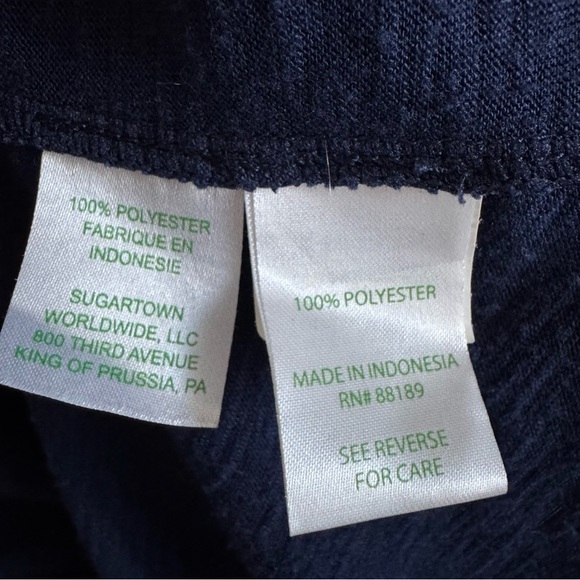 100% POLYESTER
FABRIQUE EN
INDONESIE
SUGARTOWN
WORLDWIDE, LLC
800 THIRD AVENUE
KING OF PRUSSIA, PA
100% POLYESTER
MADE IN INDONESIA
RN# 88189
SEE REVERSE
FOR CARE